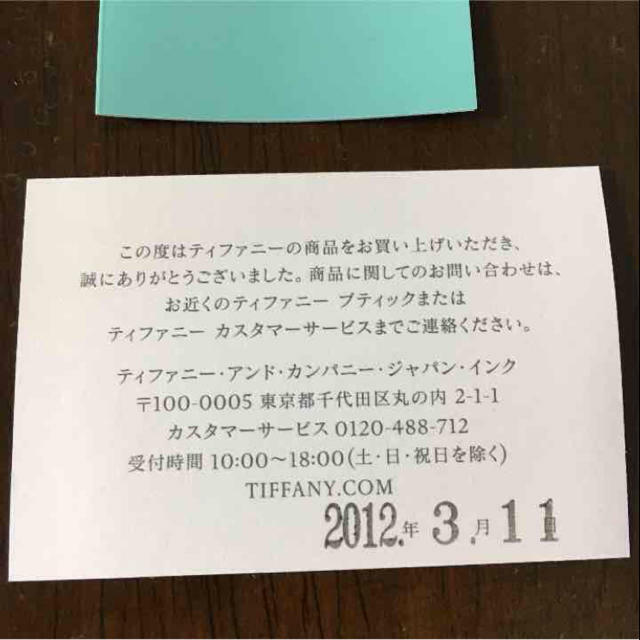 この度はティファニーの商品をお買い上げいただき、
誠にありがとうございました。商品に関してのお問い合わせは、
お近くのティファニー ブティックまたは
ティファニー カスタマーサービスまでご連絡ください。
ティファニー・アンド・カンパニー・ジャパン・インク
〒100-0005 東京都千代田区丸の内 2-1-1
カスタマーサービス 0120-488-712
受付時間 10:00〜18:00(土・日・祝日を除く)
TIFFANY.COM
2012.年 3.月11日